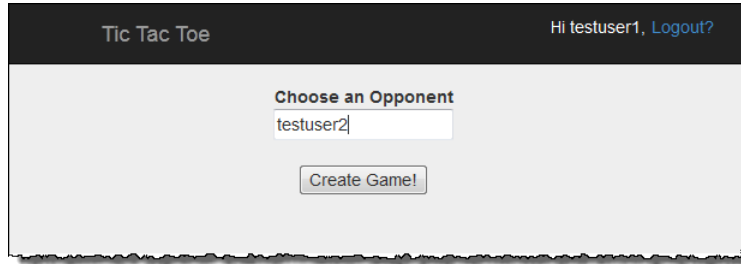 Tic Tac Toe
Hi testuser1, Logout?
Choose an Opponent
testuser2
Create Game!